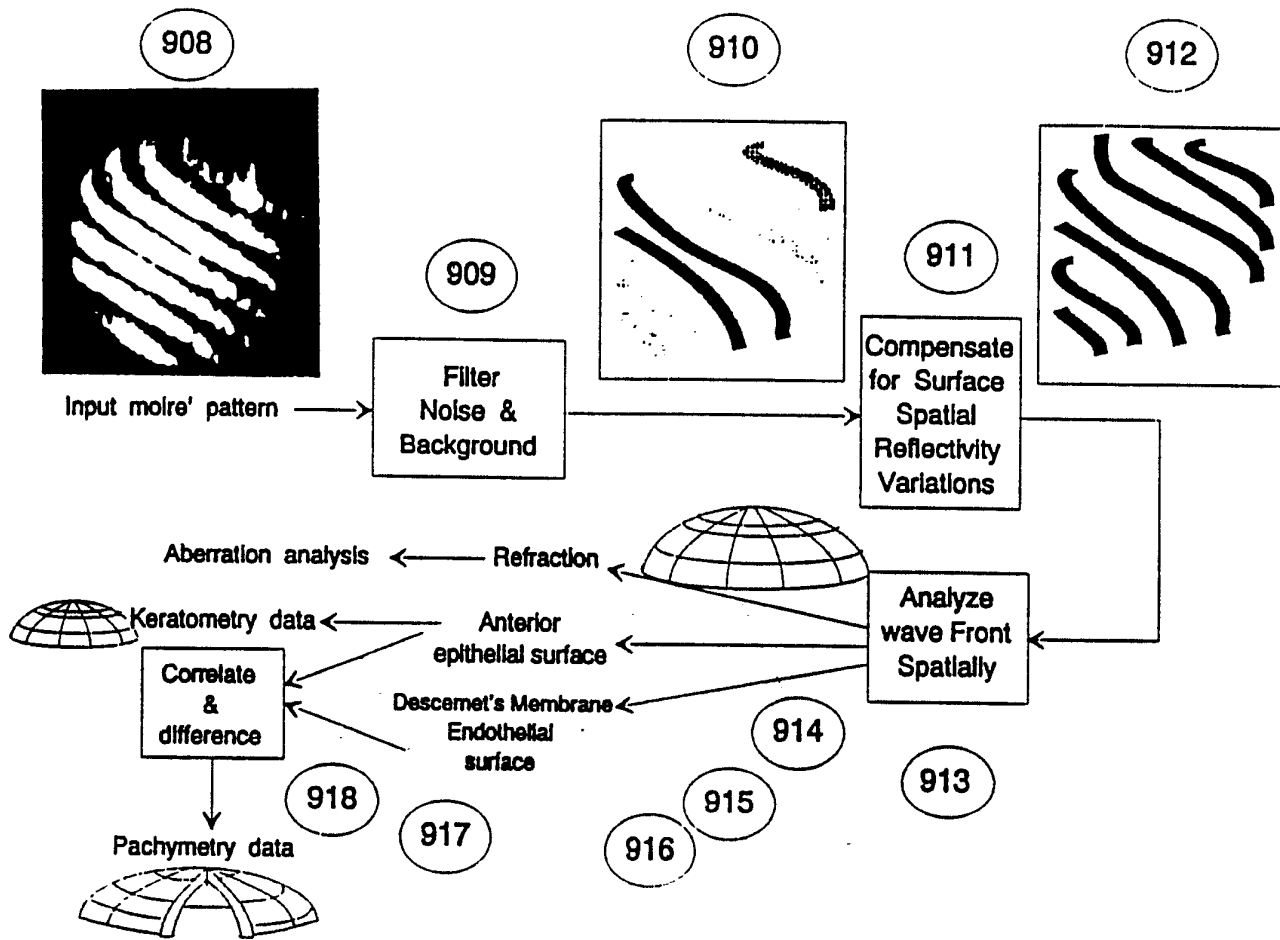 908
910
912
909
911
Input moire' pattern
Filter
Noise &
Background
Compensate
for Surface
Spatial
Reflectivity
Variations
Aberration analysis
Refraction
Analyze
wave Front
Spatially
Keratometry data
Anterior
epithelial surface
Correlate
&
difference
Descemet's Membrane
Endothelial
surface
914
913
915
918
917
916
Pachymetry data